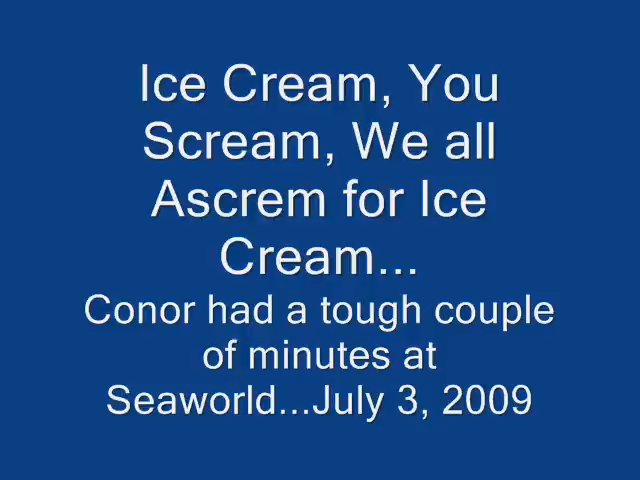 Ice Cream, You
Scream, We all
Ascrem for Ice
Cream...
Conor had a tough couple
of minutes at
Seaworld...July 3, 2009